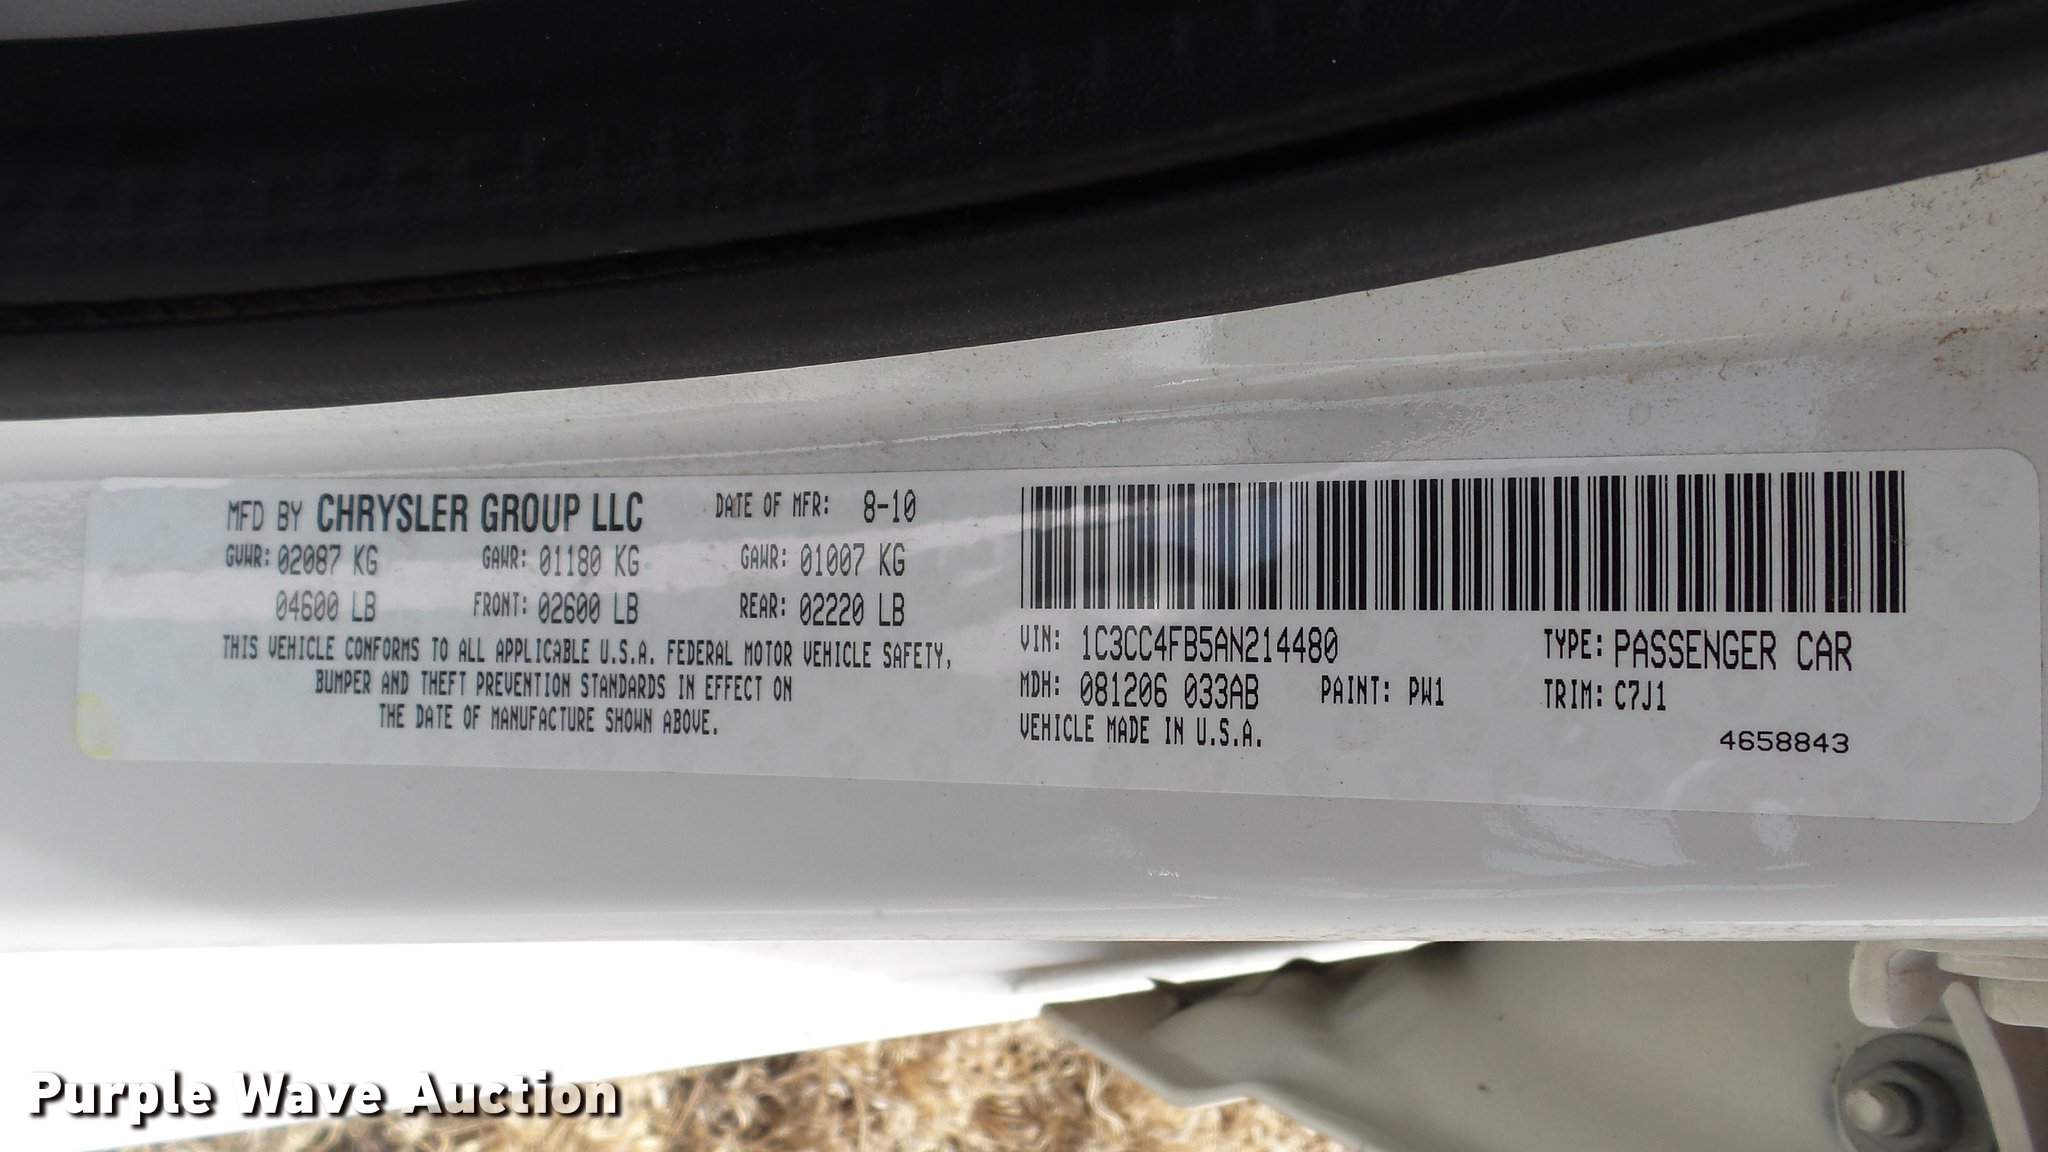 MFD BY CHRYSLER GROUP LLC DATE OF MFR: 8-10
GVWR: 02087 KG GAWR: 01180 KG GAWR: 01007 KG
04600 LB FRONT: 02600 LB REAR: 02220 LB
THIS VEHICLE CONFORMS TO ALL APPLICABLE U.S.A. FEDERAL MOTOR VEHICLE SAFETY,
BUMPER AND THEFT PREVENTION STANDARDS IN EFFECT ON
THE DATE OF MANUFACTURE SHOWN ABOVE.
VIN: 1C3CC4FB5AN214480 TYPE: PASSENGER CAR
MDH: 081206 033AB PAINT: PW1 TRIM: C7J1
VEHICLE MADE IN U.S.A.
4658843
Purple Wave Auction